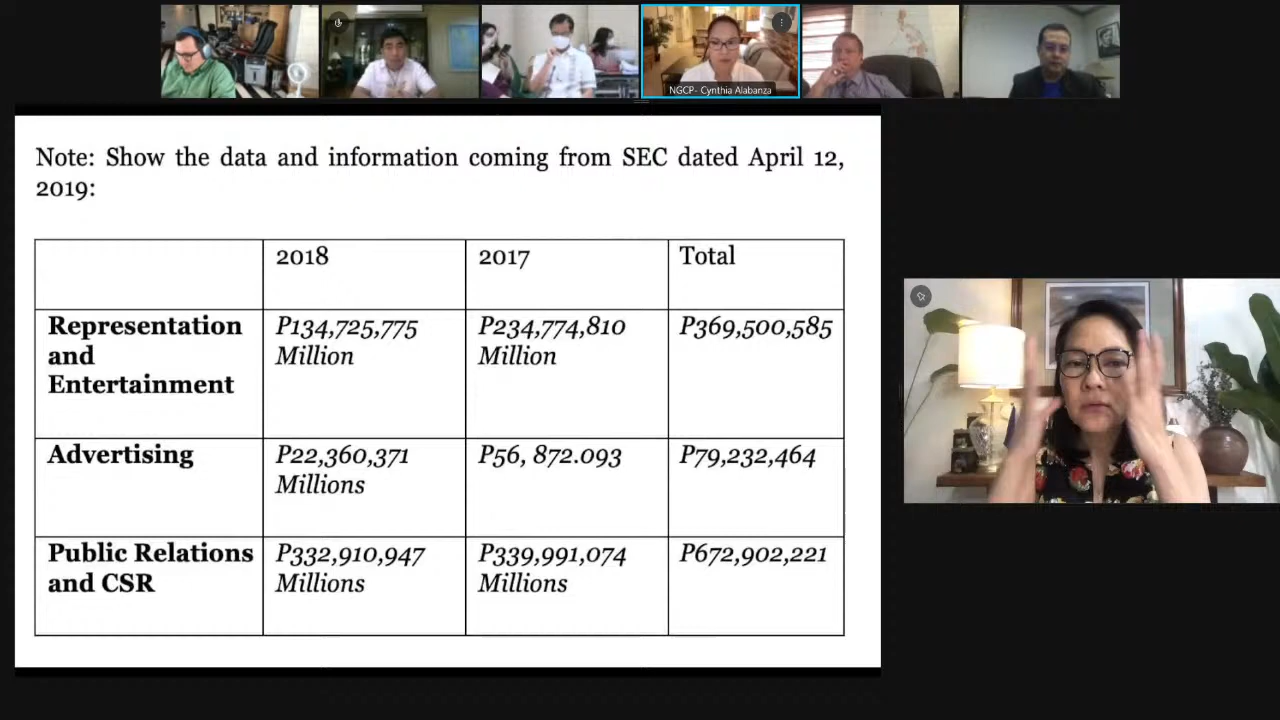 NGCP- Cynthia Alabanza
Note: Show the data and information coming from SEC dated April 12,
2019:
2018 2017 Total
Representation and Entertainment P134,725,775 Million P234,774,810 Million P369,500,585
Advertising P22,360,371 Millions P56, 872.093 P79,232,464
Public Relations and CSR P332,910,947 Millions P339,991,074 Millions P672,902,221